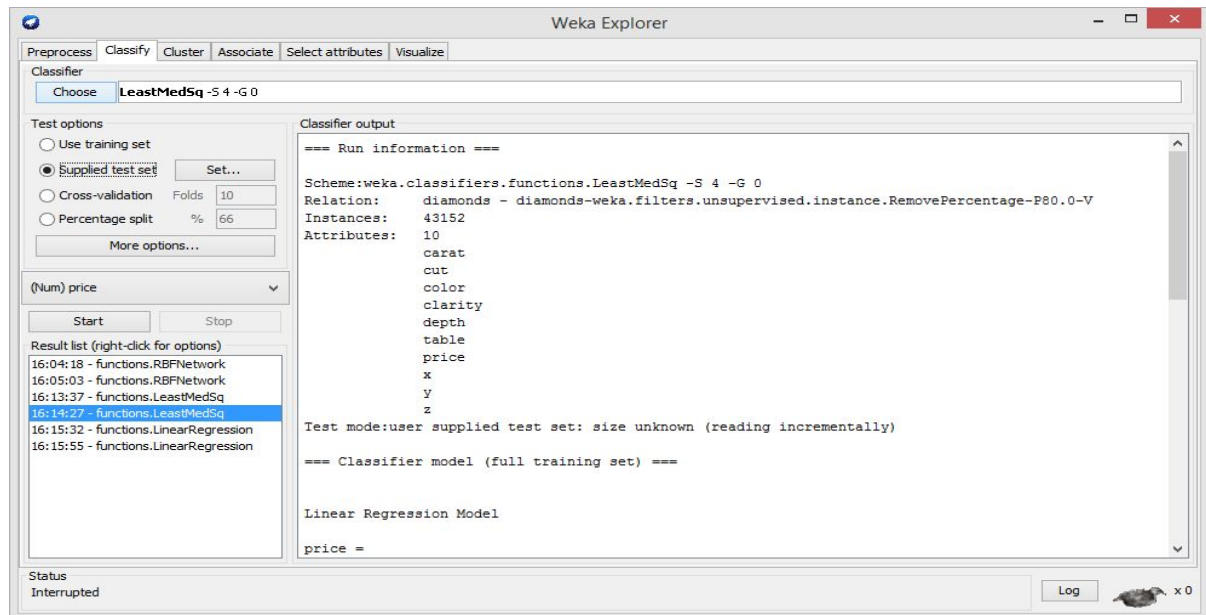 Weka Explorer
Preprocess Classify Cluster Associate Select attributes Visualize
Classifier
Choose LeastMedSq -S 4 -G 0
Test options
Use training set
Supplied test set Set...
Cross-validation Folds 10
Percentage split % 66
More options...
(Num) price
Start Stop
Result list (right-click for options)
16:04:18 - functions.RBFNetwork
16:05:03 - functions.RBFNetwork
16:13:37 - functions.LeastMedSq
16:14:27 - functions.LeastMedSq
16:15:32 - functions.LinearRegression
16:15:55 - functions.LinearRegression
Classifier output
=== Run information ===
Scheme:weka.classifiers.functions.LeastMedSq -S 4 -G 0
Relation: diamonds - diamonds-weka.filters.unsupervised.instance.RemovePercentage-P80.0-V
Instances: 43152
Attributes: 10
carat
cut
color
clarity
depth
table
price
x
y
z
Test mode:user supplied test set: size unknown (reading incrementally)
=== Classifier model (full training set) ===
Linear Regression Model
price =
Status
Interrupted
Log x 0